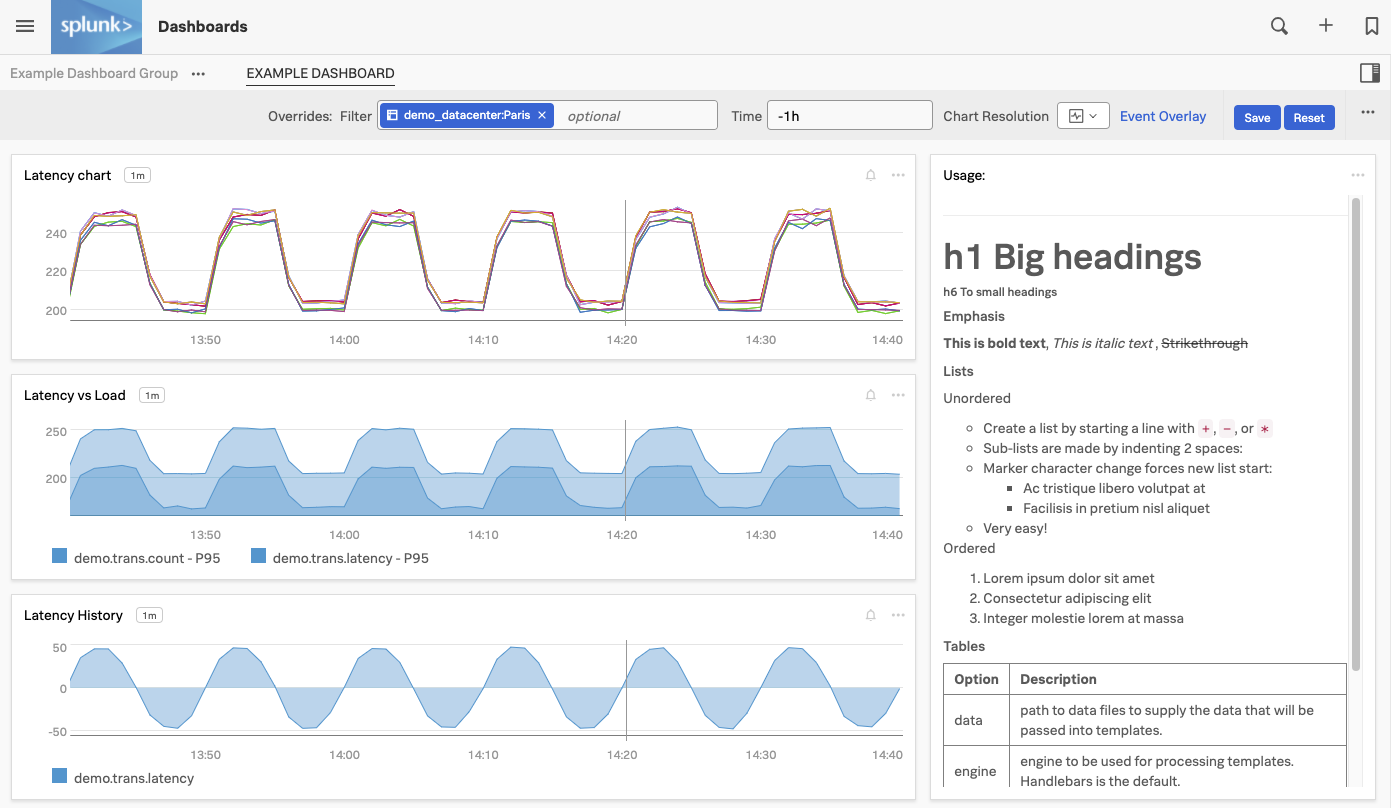 splunk> Dashboards
Example Dashboard Group ••• EXAMPLE DASHBOARD
Overrides: Filter demo_datacenter:Paris × optional Time -1h Chart Resolution Event Overlay Save Reset
Latency chart 1m
240
220
200
13:50 14:00 14:10 14:20 14:30 14:40
Latency vs Load 1m
250
200
13:50 14:00 14:10 14:20 14:30 14:40
demo.trans.count - P95 demo.trans.latency - P95
Latency History 1m
50
0
-50
13:50 14:00 14:10 14:20 14:30 14:40
demo.trans.latency
Usage:
h1 Big headings
h6 To small headings
Emphasis
This is bold text, This is italic text , Strikethrough
Lists
Unordered
Create a list by starting a line with + , - , or *
Sub-lists are made by indenting 2 spaces:
Marker character change forces new list start:
Ac tristique libero volutpat at
Facilisis in pretium nisl aliquet
Very easy!
Ordered
1. Lorem ipsum dolor sit amet
2. Consectetur adipiscing elit
3. Integer molestie lorem at massa
Tables
Option Description
data path to data files to supply the data that will be
passed into templates.
engine engine to be used for processing templates.
Handlebars is the default.